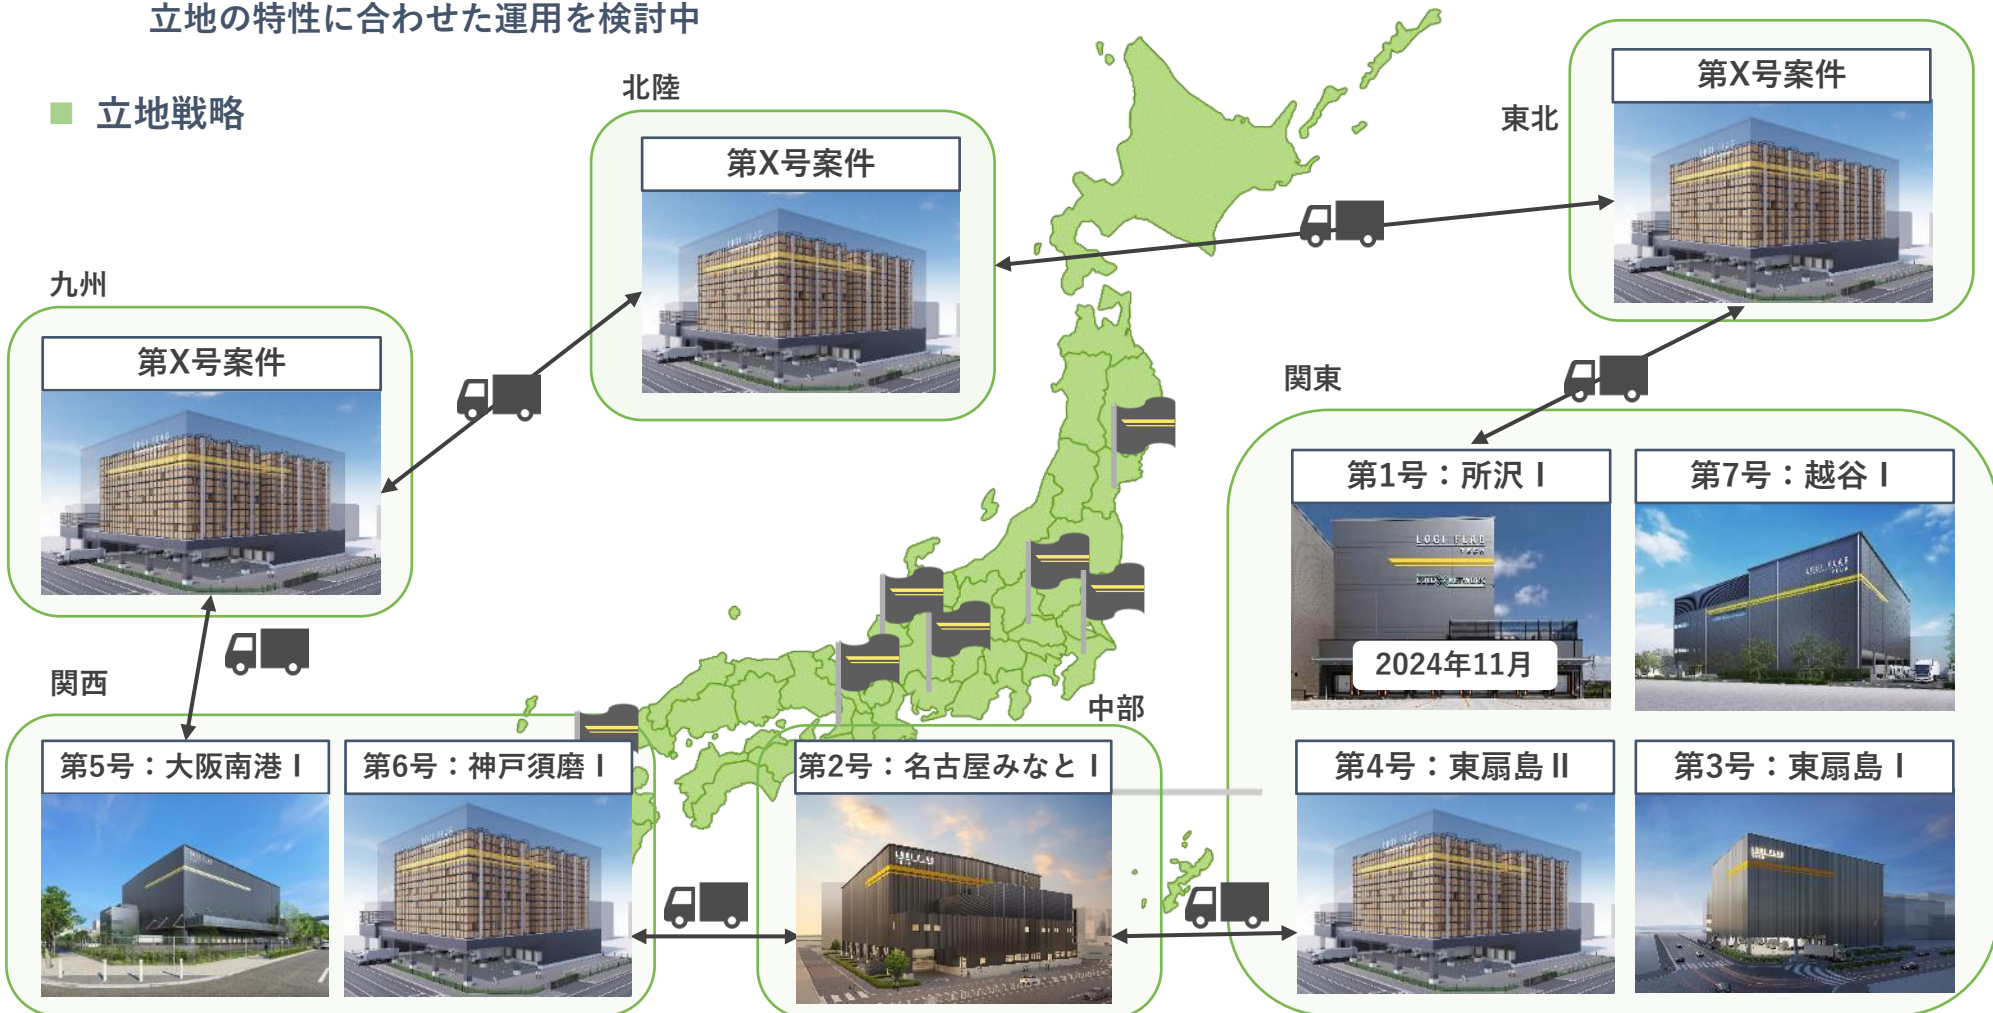 立地の特性に合わせた運用を検討中
立地戦略
北陸
第X号案件
東北
第X号案件
九州
第X号案件
関東
第1号：所沢Ⅰ
LOGI FLAG
2024年11月
第7号：越谷Ⅰ
LOGI FLAG
関西
第5号：大阪南港Ⅰ
第6号：神戸須磨Ⅰ
中部
第2号：名古屋みなとⅠ
第4号：東扇島Ⅱ
第3号：東扇島Ⅰ